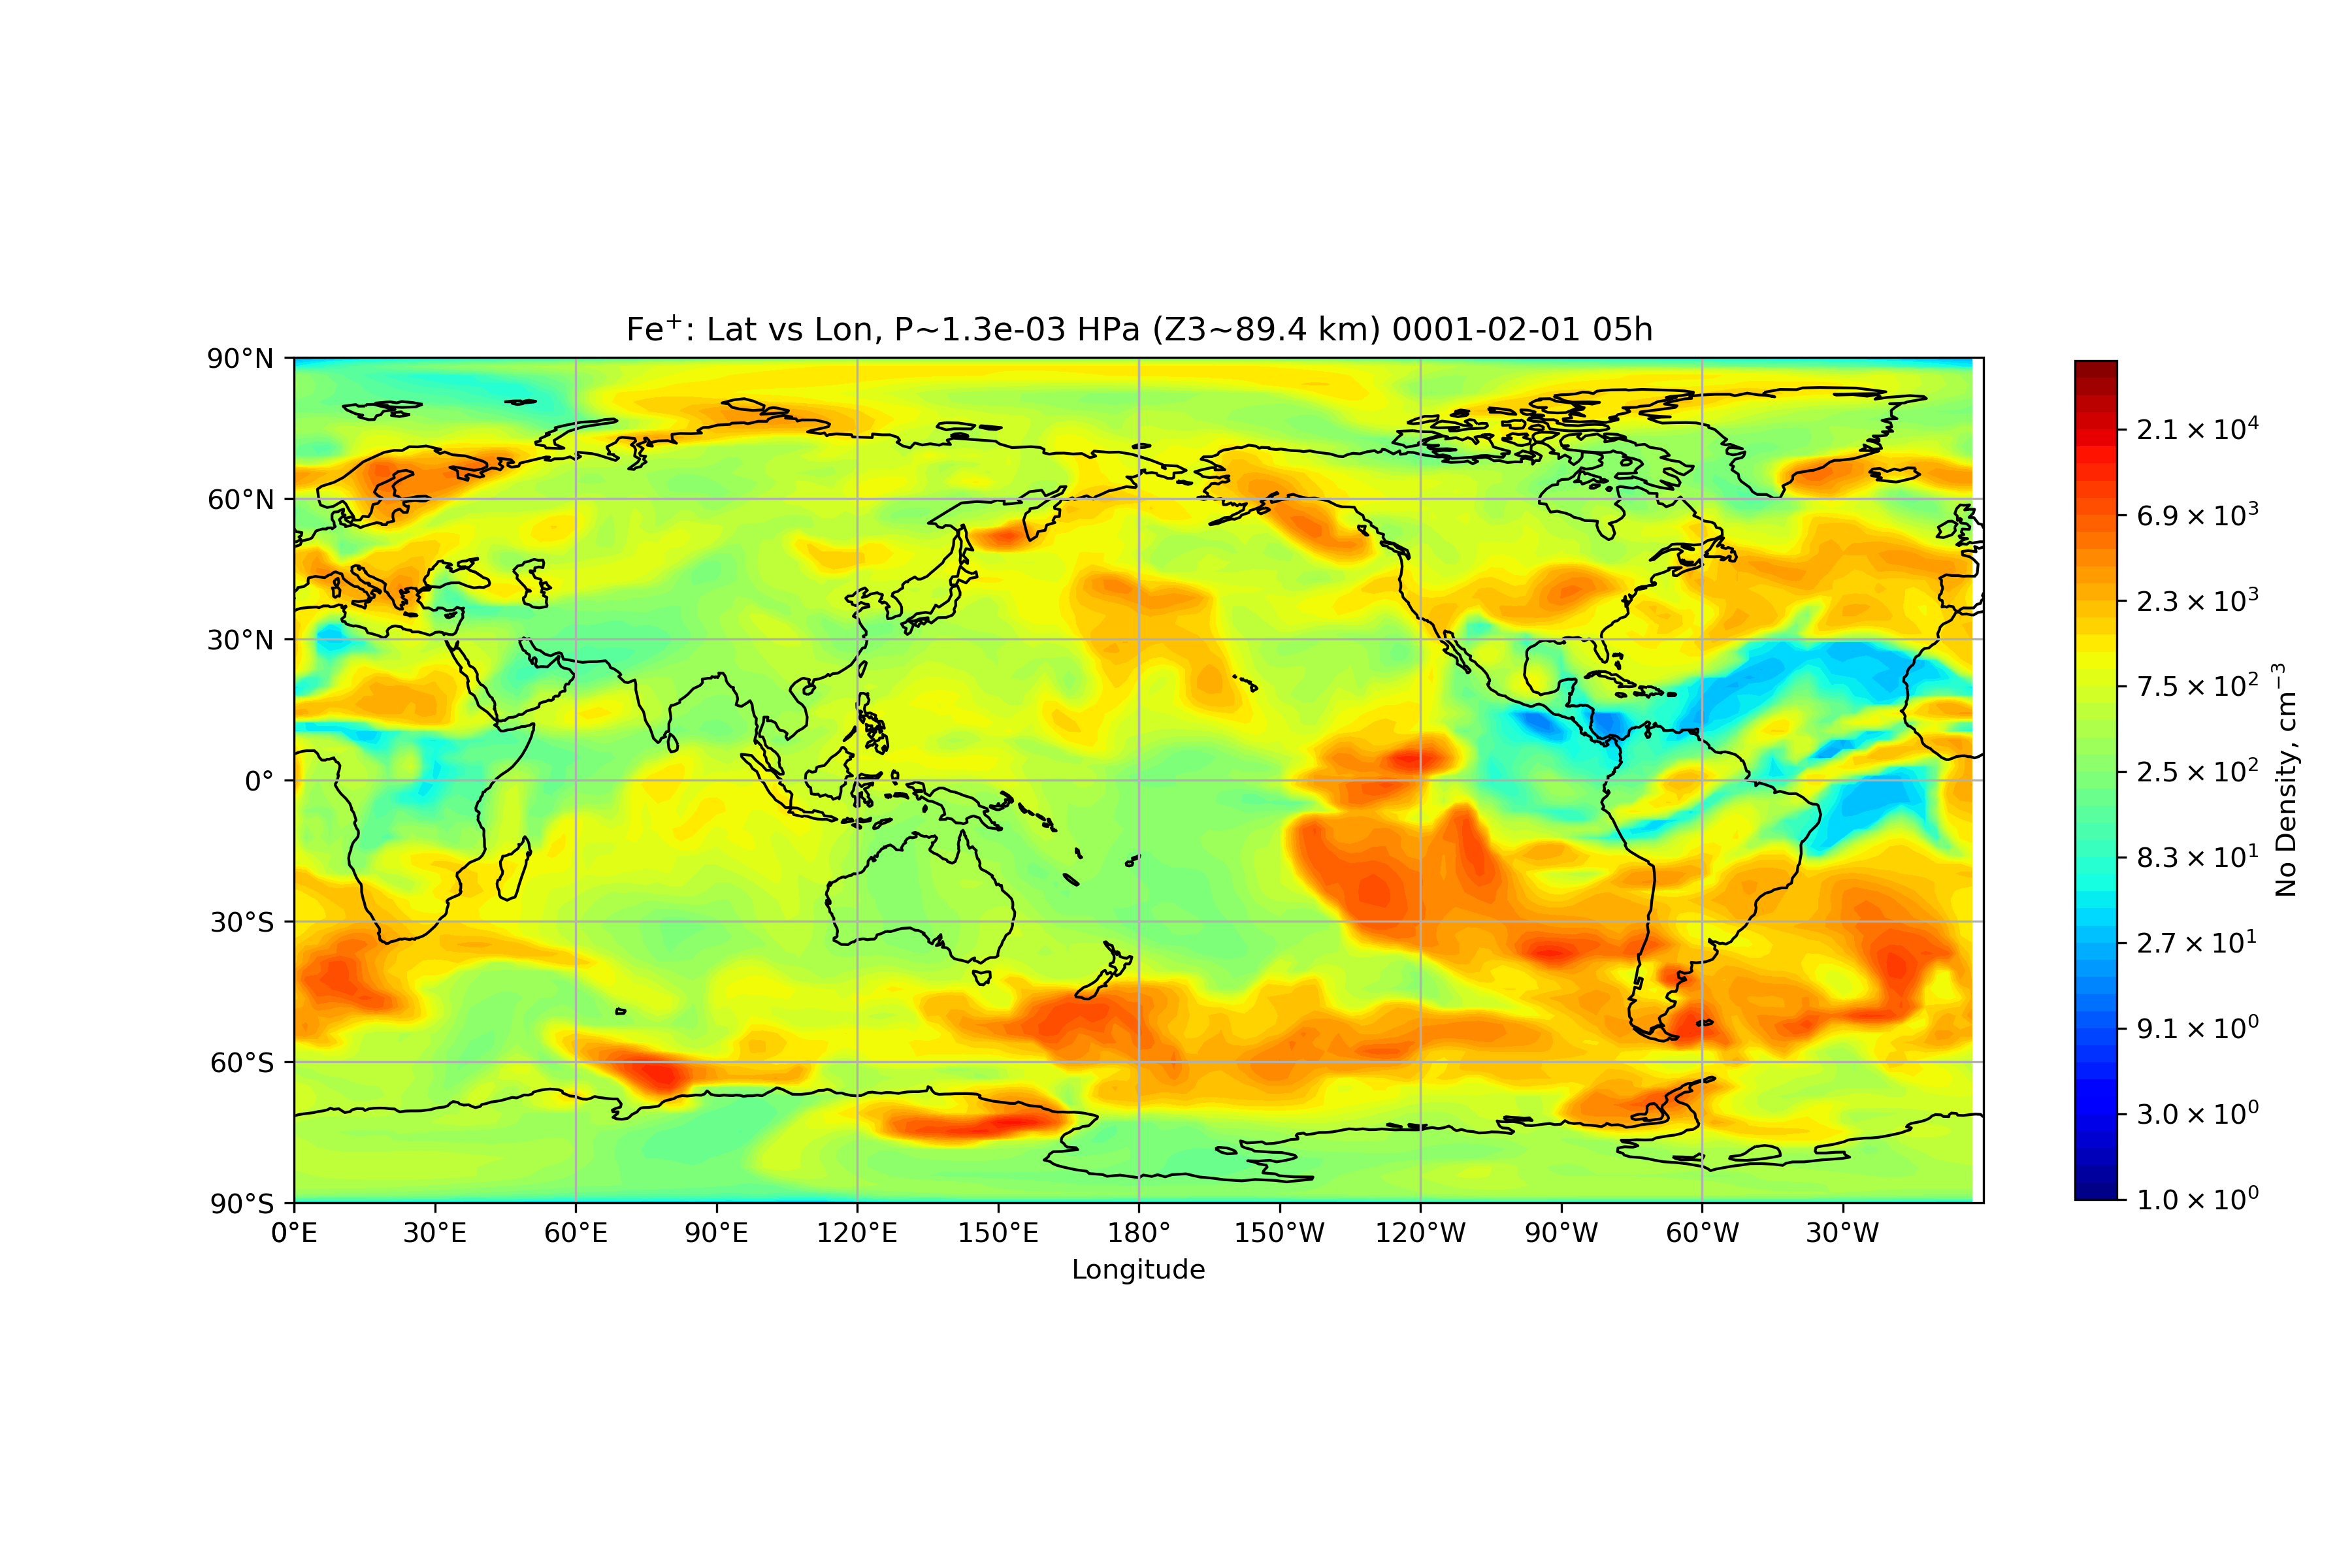 Fe⁺: Lat vs Lon, P~1.3e-03 HPa (Z3~89.4 km) 0001-02-01 05h
90°N
60°N
30°N
0°
30°S
60°S
90°S
0°E 30°E 60°E 90°E 120°E 150°E 180° 150°W 120°W 90°W 60°W 30°W
Longitude
2.1 × 10⁴
6.9 × 10³
2.3 × 10³
7.5 × 10²
2.5 × 10²
8.3 × 10¹
2.7 × 10¹
9.1 × 10⁰
3.0 × 10⁰
1.0 × 10⁰
No Density, cm⁻³